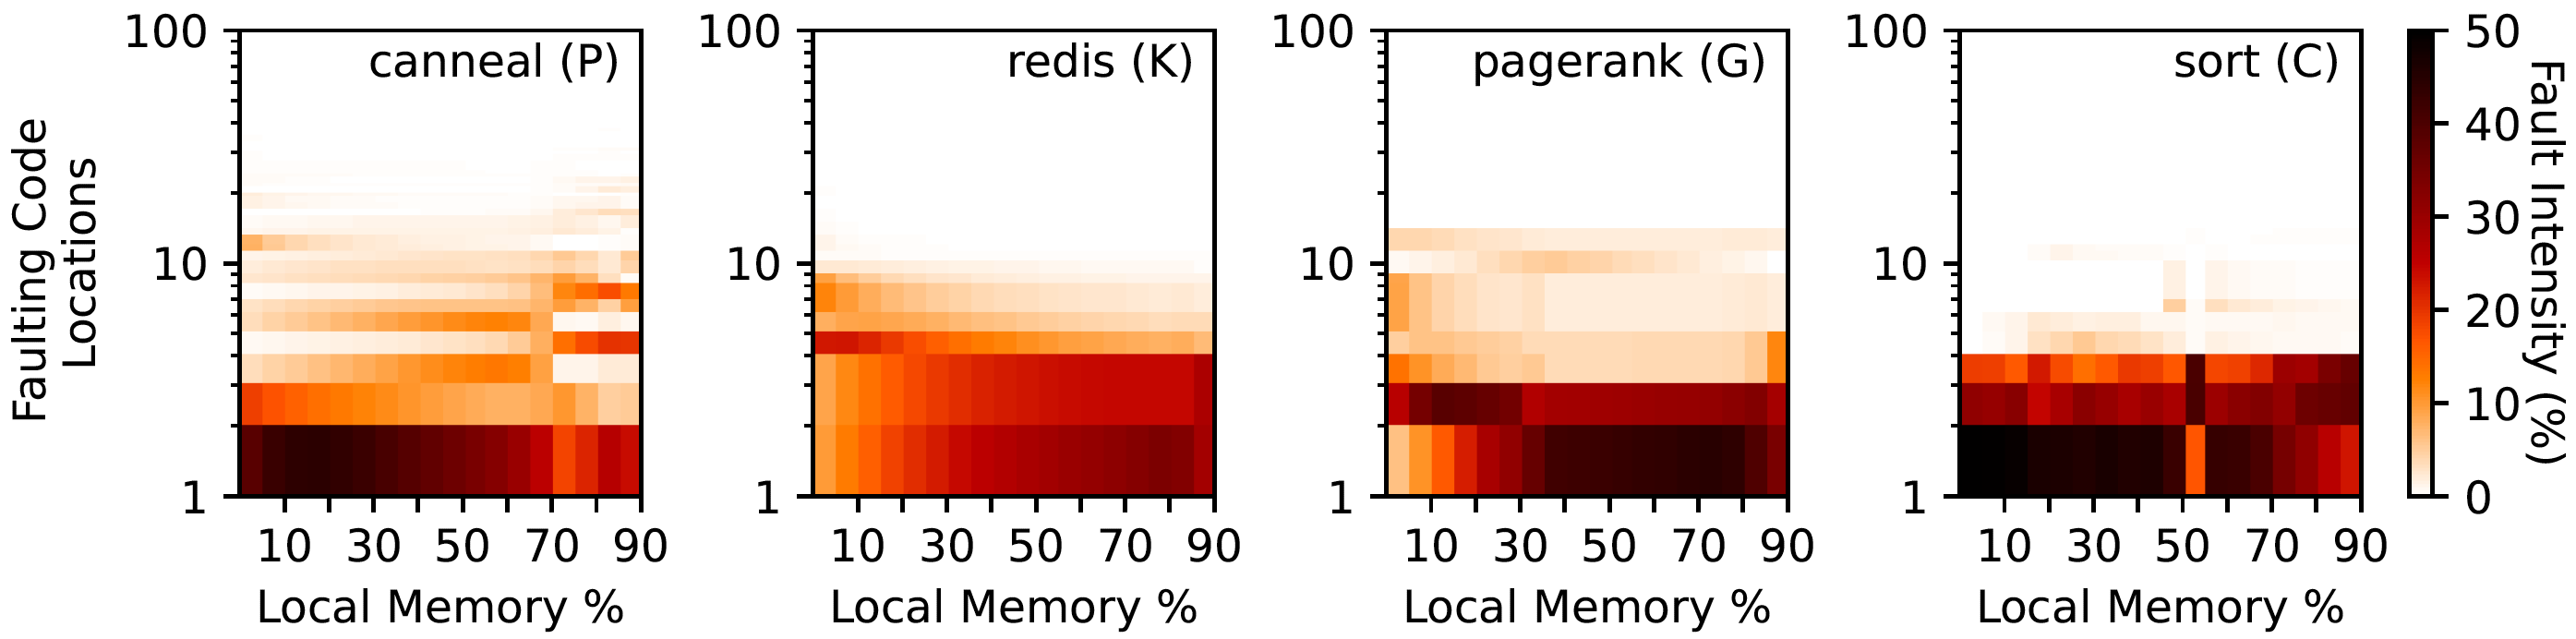 Faulting Code
Locations
100
10
1
canneal (P)
10 30 50 70 90
Local Memory %
100
10
1
redis (K)
10 30 50 70 90
Local Memory %
100
10
1
pagerank (G)
10 30 50 70 90
Local Memory %
100
10
1
sort (C)
10 30 50 70 90
Local Memory %
50
40
30
20
10
0
Fault Intensity (%)